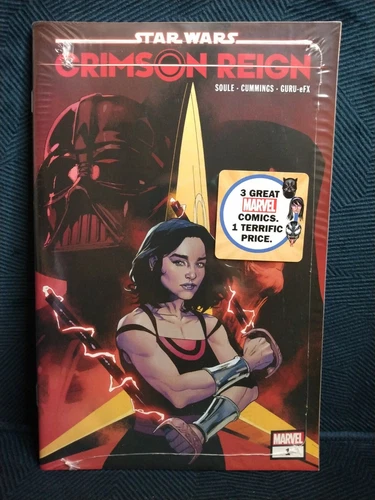 STAR WARS
CRIMSON REIGN
SOULE · CUMMINGS · GURU-eFX
3 GREAT
MARVEL
COMICS.
1 TERRIFIC
PRICE.
MARVEL
1